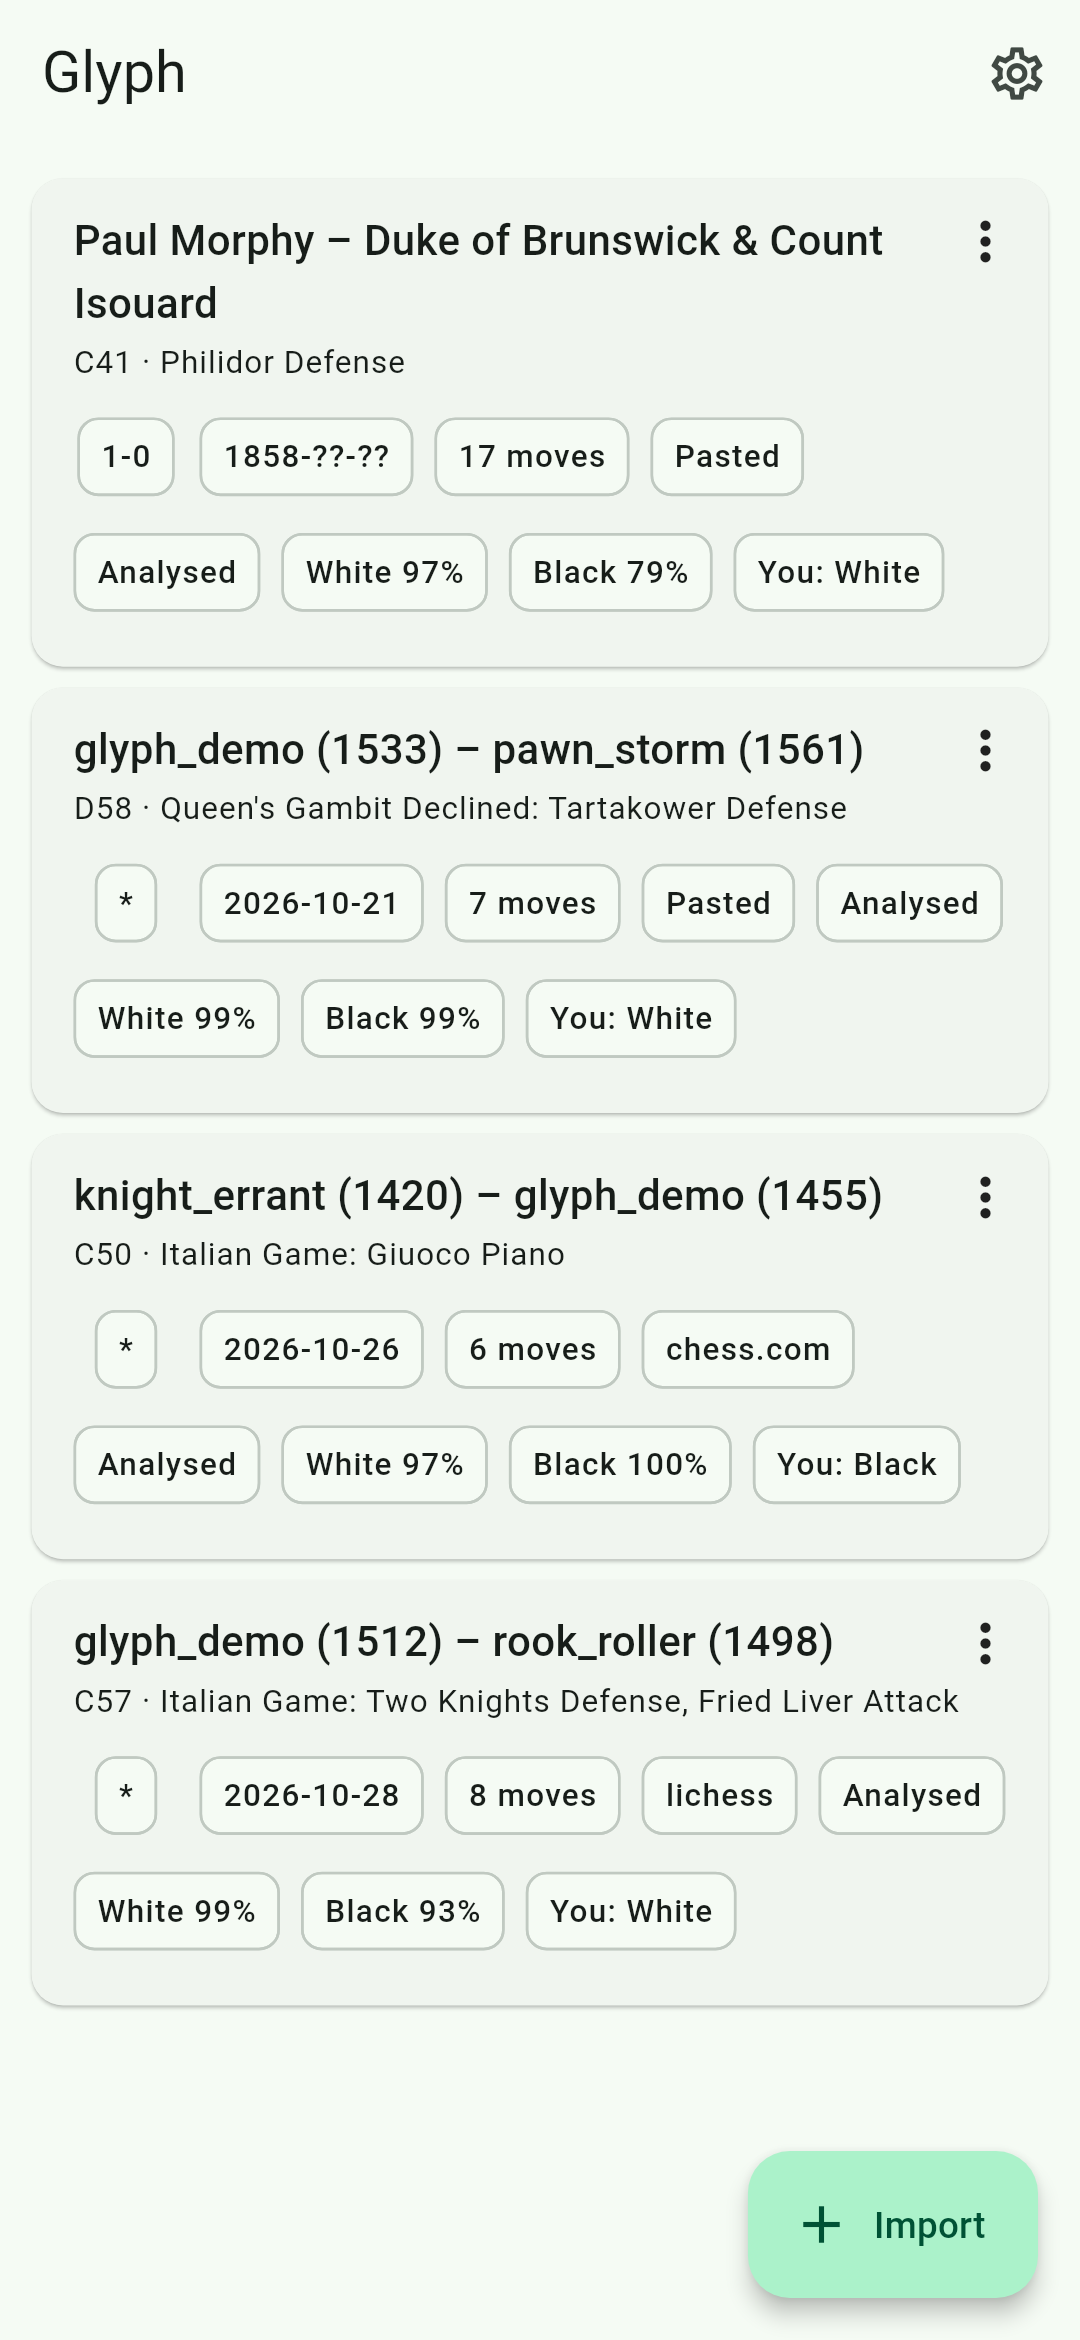 Glyph
Paul Morphy – Duke of Brunswick & Count
Isouard
C41 · Philidor Defense
1-0 1858-??-?? 17 moves Pasted
Analysed White 97% Black 79% You: White
glyph_demo (1533) – pawn_storm (1561)
D58 · Queen's Gambit Declined: Tartakower Defense
* 2026-10-21 7 moves Pasted Analysed
White 99% Black 99% You: White
knight_errant (1420) – glyph_demo (1455)
C50 · Italian Game: Giuoco Piano
* 2026-10-26 6 moves chess.com
Analysed White 97% Black 100% You: Black
glyph_demo (1512) – rook_roller (1498)
C57 · Italian Game: Two Knights Defense, Fried Liver Attack
* 2026-10-28 8 moves lichess Analysed
White 99% Black 93% You: White
Import